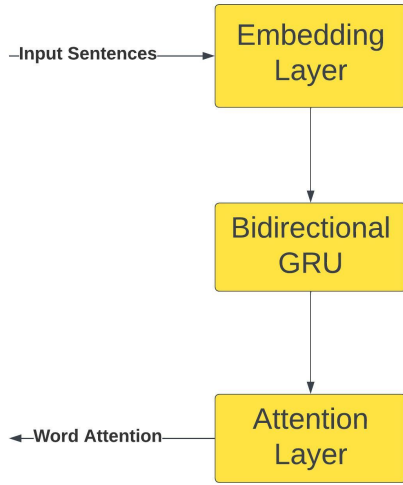 Input Sentences
Embedding
Layer
Bidirectional
GRU
Word Attention
Attention
Layer